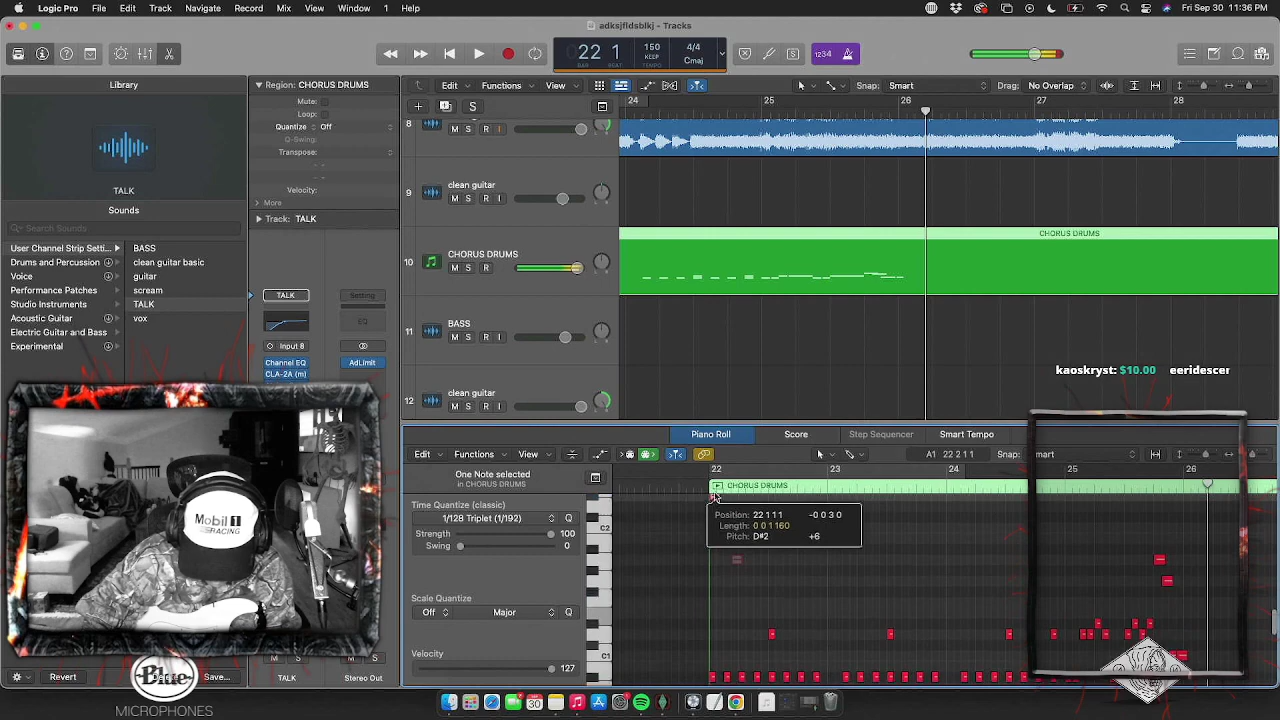 Logic Pro File Edit Track Navigate Record Mix View Window 1 Help
Fri Sep 30 11:36 PM
adksjfldsblkj - Tracks
22 1
BAR BEAT
150
KEEP
TEMPO
4/4
Cmaj
1234
Library
Region: CHORUS DRUMS
Edit Functions View Snap: Smart Drag: No Overlap
Mute:
Loop:
Quantize Off
Q-Swing:
Transpose:
Velocity:
More
Track: TALK
24 25 26 27 28
TALK
Sounds
Search Sounds
User Channel Strip Setti...
Drums and Percussion
Voice
Performance Patches
Studio Instruments
Acoustic Guitar
Electric Guitar and Bass
Experimental
BASS
clean guitar basic
guitar
scream
TALK
vox
TALK
Setting
EQ
Input 8
Channel EQ
CLA-2A (m)
AdLimit
8
M S R I
9
clean guitar
M S R I
10
CHORUS DRUMS
M S R
CHORUS DRUMS
11
BASS
M S R I
12
clean guitar
M S R I
kaoskryst: $10.00 eeridescer
Piano Roll Score Step Sequencer Smart Tempo
Edit Functions View A1 22 2 1 1 Snap: mart
One Note selected
in CHORUS DRUMS
22 23 24 25 26
CHORUS DRUMS
Time Quantize (classic)
1/128 Triplet (1/192) Q
Strength 100
Swing 0
Scale Quantize
Off Major Q
Velocity
127
C2
C1
Position: 22 1 1 1 -0 0 3 0
Length: 0 0 1 160
Pitch: D#2 +6
Mobil 1
RACING
Revert
Save...
M S
M S
TALK
Stereo Out
Blue
MICROPHONES